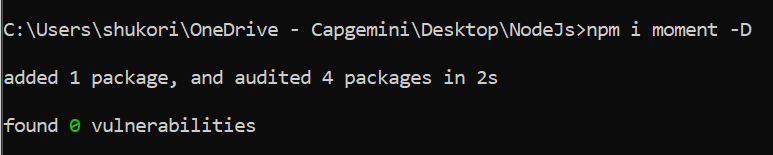 C:\Users\shukori\OneDrive - Capgemini\Desktop\NodeJs>npm i moment -D
added 1 package, and audited 4 packages in 2s
found 0 vulnerabilities